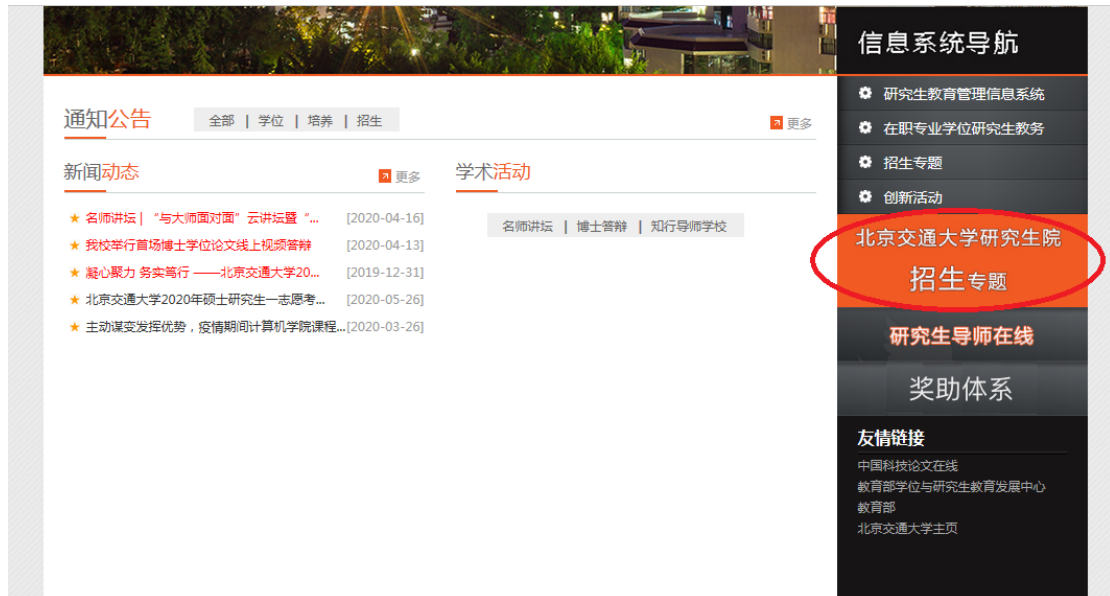 通知公告
全部 | 学位 | 培养 | 招生
更多
新闻动态
更多
★ 名师讲坛 | “与大师面对面”云讲坛暨“... [2020-04-16]
★ 我校举行首场博士学位论文线上视频答辩 [2020-04-13]
★ 凝心聚力 务实笃行 ——北京交通大学20... [2019-12-31]
★ 北京交通大学2020年硕士研究生一志愿考... [2020-05-26]
★ 主动谋变发挥优势，疫情期间计算机学院课程...[2020-03-26]
学术活动
名师讲坛 | 博士答辩 | 知行导师学校
信息系统导航
研究生教育管理信息系统
在职专业学位研究生教务
招生专题
创新活动
北京交通大学研究生院
招生专题
研究生导师在线
奖助体系
友情链接
中国科技论文在线
教育部学位与研究生教育发展中心
教育部
北京交通大学主页